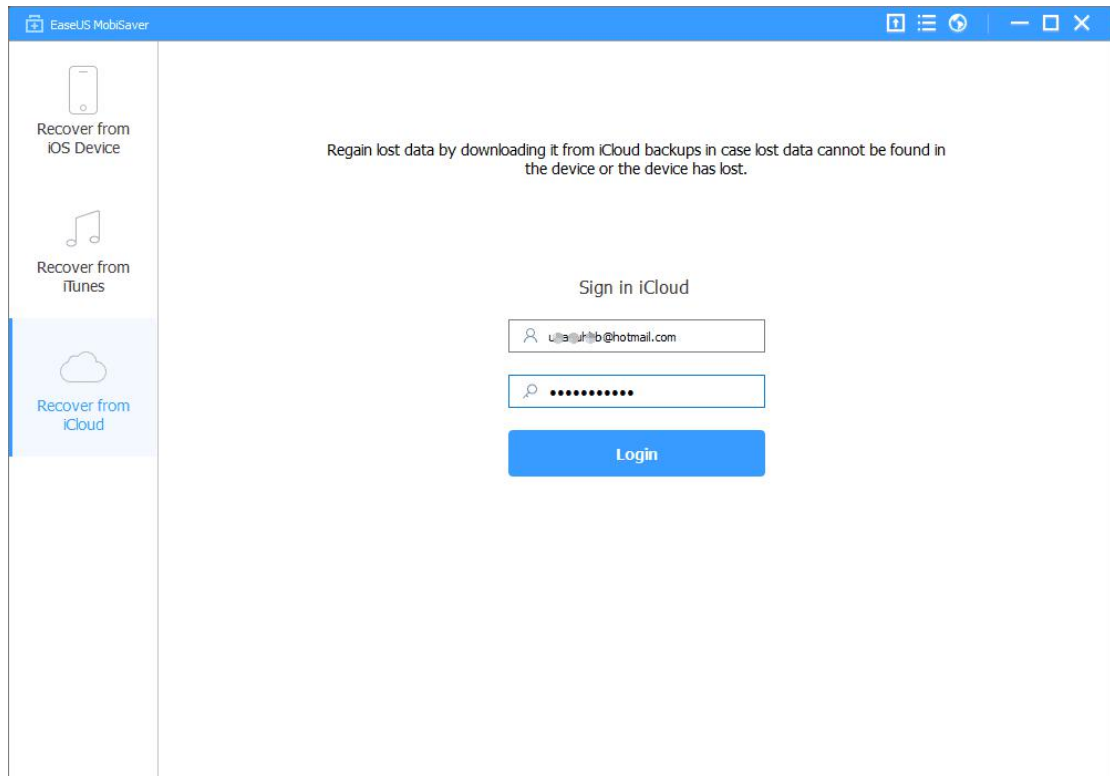 EaseUS MobiSaver
Recover from
iOS Device
Recover from
iTunes
Recover from
iCloud
Regain lost data by downloading it from iCloud backups in case lost data cannot be found in
the device or the device has lost.
Sign in iCloud
@hotmail.com
Login